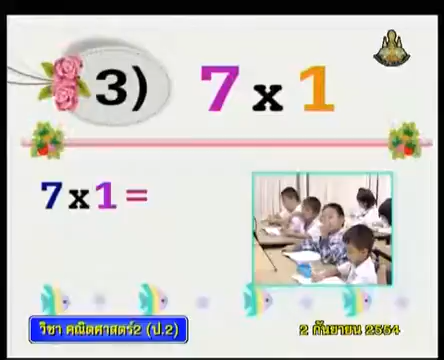 3) 7 x 1
7 x 1 =
วิชา คณิตศาสตร์2 (ป.2)
2 กันยายน 2554